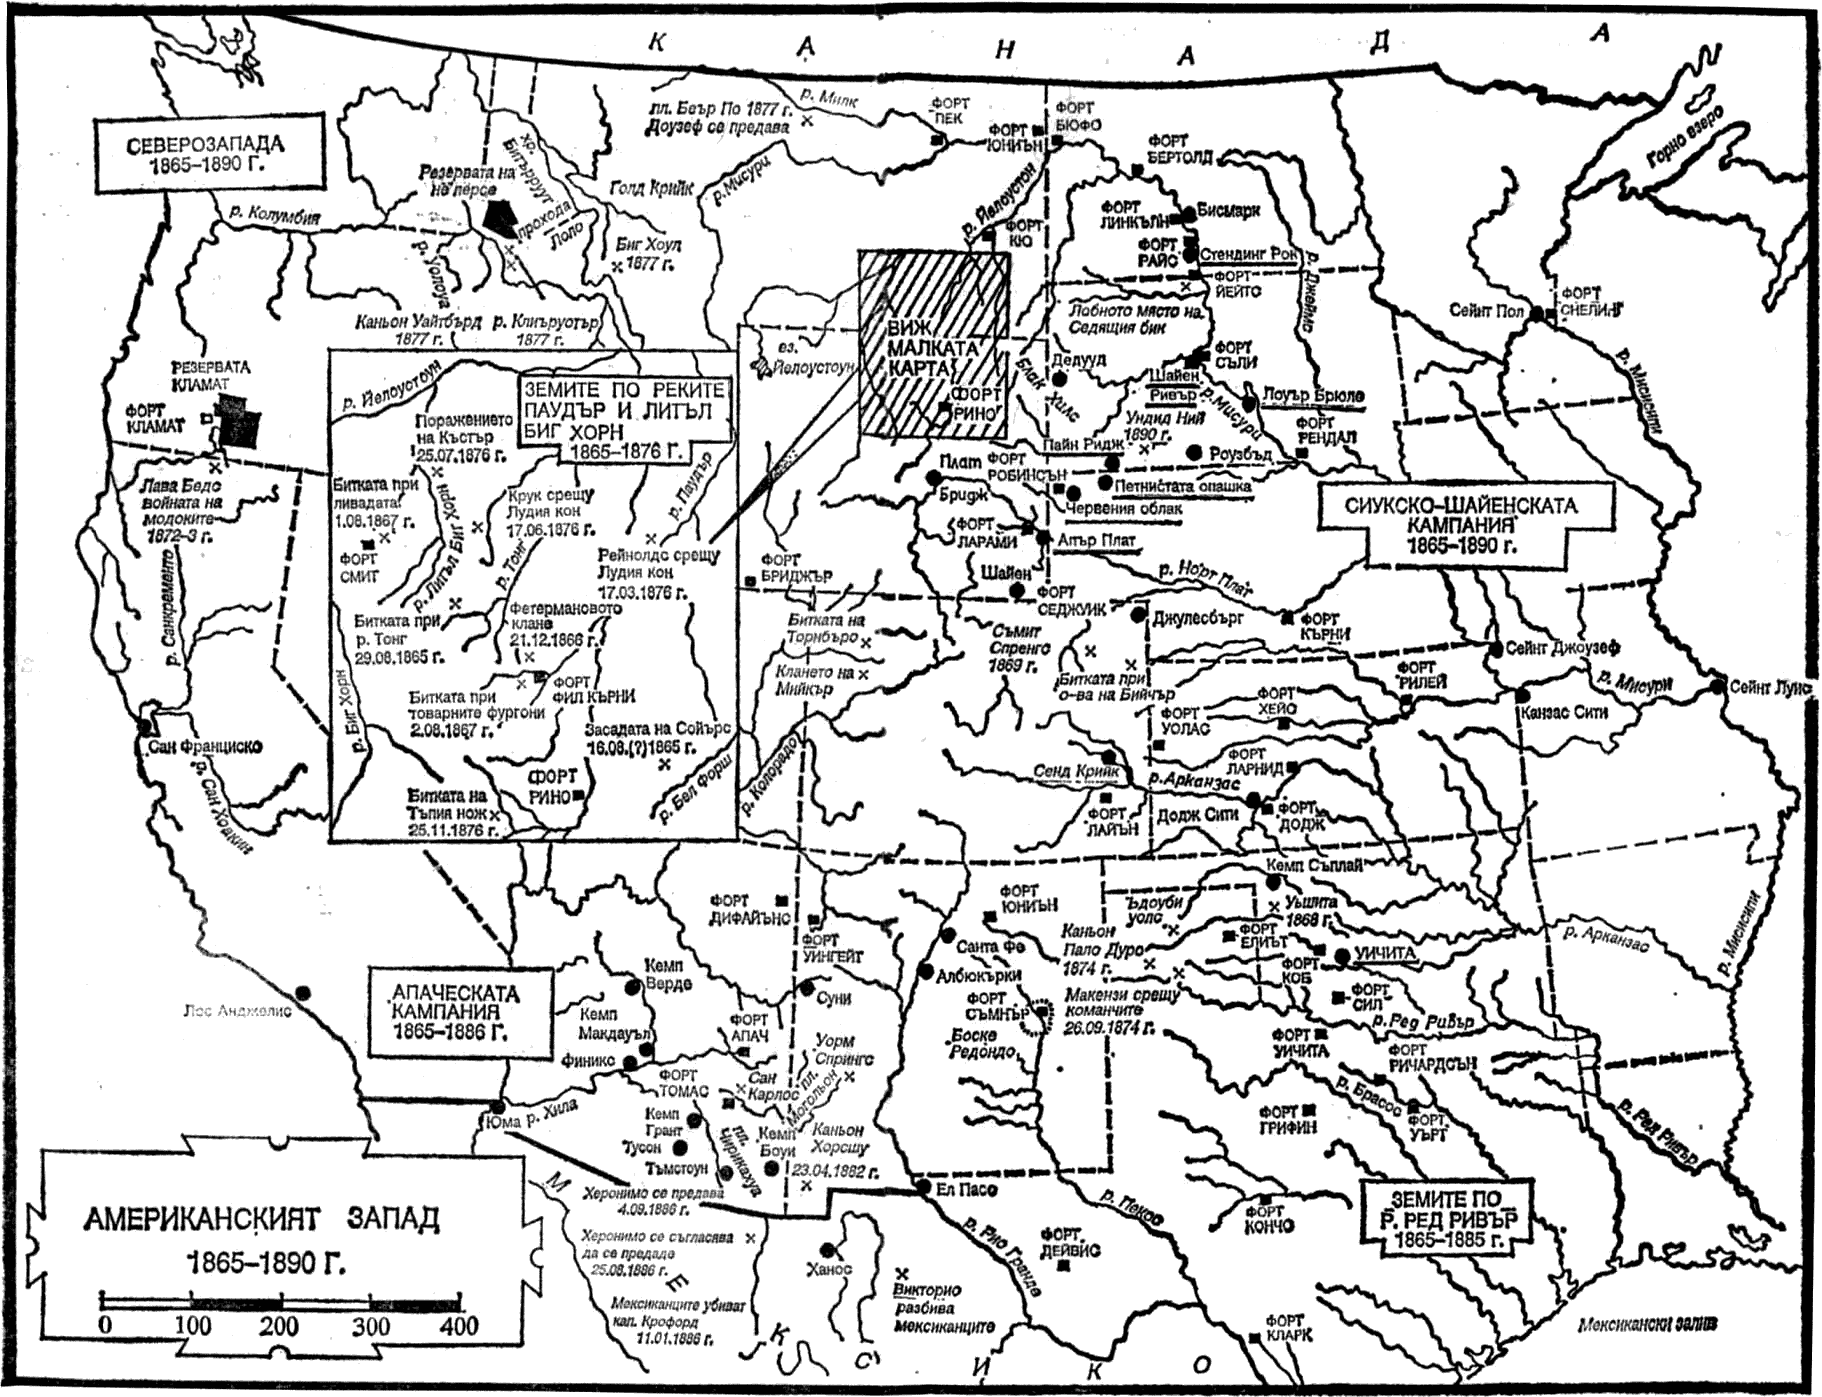 К А Н А Д А
СЕВЕРОЗАПАДА
1865–1890 Г.
пл. Беър По 1877 г.
Доузеф се предава
р. Милк
ФОРТ
ПЕК
ФОРТ
ЮНИЪН
ФОРТ
БЮФО
ФОРТ
БЕРТОЛД
Горно езеро
Резервата на
не персе
хр. Битърруут
прохода
Лоло
Голд Крийк
р. Мисури
р. Йелоустон
ФОРТ
КЮ
ФОРТ
ЛИНКЪЛН
Бисмарк
ФОРТ
РАЙС
Стендинг Рок
ФОРТ
ЙЕЙТС
р. Джеймс
р. Колумбия
р. Уолоуа
Биг Хоул
1877 г.
Каньон Уайтбърд
1877 г.
р. Клиъруотър
1877 г.
ез.
Йелоустоун
ВИЖ
МАЛКАТА
КАРТА
ФОРТ
РИНО
Лобното място на
Седящия бик
Блак Хилс
Дедууд
ФОРТ
СЪЛИ
Шайен
Ривър
р. Мисури
Лоуър Брюле
Ундид Ний
1890 г.
ФОРТ
РЕНДАЛ
Сейнт Пол
ФОРТ
СНЕЛИНГ
р. Мисисипи
РЕЗЕРВАТА
КЛАМАТ
ФОРТ
КЛАМАТ
Лава Бедс
войната на
модоките
1872–3 г.
р. Йелоустоун
ЗЕМИТЕ ПО РЕКИТЕ
ПАУДЪР И ЛИТЪЛ
БИГ ХОРН
1865–1876 Г.
Поражението
на Къстър
25.07.1876 г.
Битката при
ливадата
1.08.1867 г.
ФОРТ
СМИТ
р. Литъл Биг Хорн
Крук срещу
Лудия кон
17.06.1876 г.
р. Тонг
р. Паудър
Рейнолдс срещу
Лудия кон
17.03.1876 г.
Битката при
р. Тонг
29.08.1865 г.
Фетермановото
клане
21.12.1866 г.
р. Биг Хорн
Битката при
товарните фургони
2.08.1867 г.
ФОРТ
ФИЛ КЪРНИ
Засадата на Сойърс
16.08.(?)1865 г.
Битката на
Тъпия нож
25.11.1876 г.
ФОРТ
РИНО
р. Бел Форш
Пайн Ридж
Роузбъд
Плат
Бридж
ФОРТ
РОБИНСЪН
Петнистата опашка
Червения облак
ФОРТ
ЛАРАМИ
Апър Плат
СИУКСКО–ШАЙЕНСКАТА
КАМПАНИЯ
1865–1890 г.
ФОРТ
БРИДЖЪР
Шайен
ФОРТ
СЕДЖУИК
р. Норт Плат
Джулесбърг
ФОРТ
КЪРНИ
Битката на
Торнбъро
Клането на
Мийкър
Съмит
Спрингс
1869 г.
Битката при
о-ва на Бийчър
Сейнт Джоузеф
ФОРТ
РИЛЕЙ
р. Мисури
Сейнт Луис
Канзас Сити
ФОРТ
УОЛАС
ФОРТ
ХЕЙС
р. Санкременто
Сан Франциско
р. Сан Хоакин
р. Колорадо
Сенд Крийк
р. Арканзас
ФОРТ
ЛАРНИД
ФОРТ
ЛАЙЪН
Додж Сити
ФОРТ
ДОДЖ
Кемп Съплай
Уошита
1868 г.
Ъдоуби
уолс
ФОРТ
ЕЛИЪТ
ФОРТ
КОБ
УИЧИТА
ФОРТ
СИЛ
р. Арканзас
р. Мисисипи
р. Ред Ривър
ФОРТ
ДИФАЙЪНС
ФОРТ
УИНГЕЙТ
ФОРТ
ЮНИЪН
Санта Фе
Албюкърки
ФОРТ
СЪМНЪР
Боске
Редондо
Каньон
Пало Дуро
1874 г.
Макензи срещу
команчите
26.09.1874 г.
Лос Анджелис
АПАЧЕСКАТА
КАМПАНИЯ
1865–1886 Г.
Кемп
Верде
Кемп
Макдауъл
Финикс
ФОРТ
АПАЧ
Суни
Уорм
Спрингс
ФОРТ
ТОМАС
Сан
Карлос
пл. Моголъон
Юма
р. Хила
Кемп
Грант
Тусон
Тъмстоун
пл. Чирикахуа
Кемп
Боуи
Каньон
Хорсшу
23.04.1882 г.
Херонимо се предава
4.09.1886 г.
Херонимо се съгласява
да се предаде
25.08.1886 г.
Мексиканците убиват
кап. Крофорд
11.01.1886 г.
Ханос
Викторио
разбива
мексиканците
Ел Пасо
р. Рио Гранде
р. Пекос
ФОРТ
ДЕЙВИС
ФОРТ
УИЧИТА
ФОРТ
РИЧАРДСЪН
р. Брасос
ФОРТ
ГРИФИН
ФОРТ
УЪРТ
р. Ред Ривър
ФОРТ
КОНЧО
ЗЕМИТЕ ПО
Р. РЕД РИВЪР
1865–1885 г.
ФОРТ
КЛАРК
Мексикански залив
М Е К С И К О
АМЕРИКАНСКИЯТ ЗАПАД
1865–1890 Г.
0 100 200 300 400